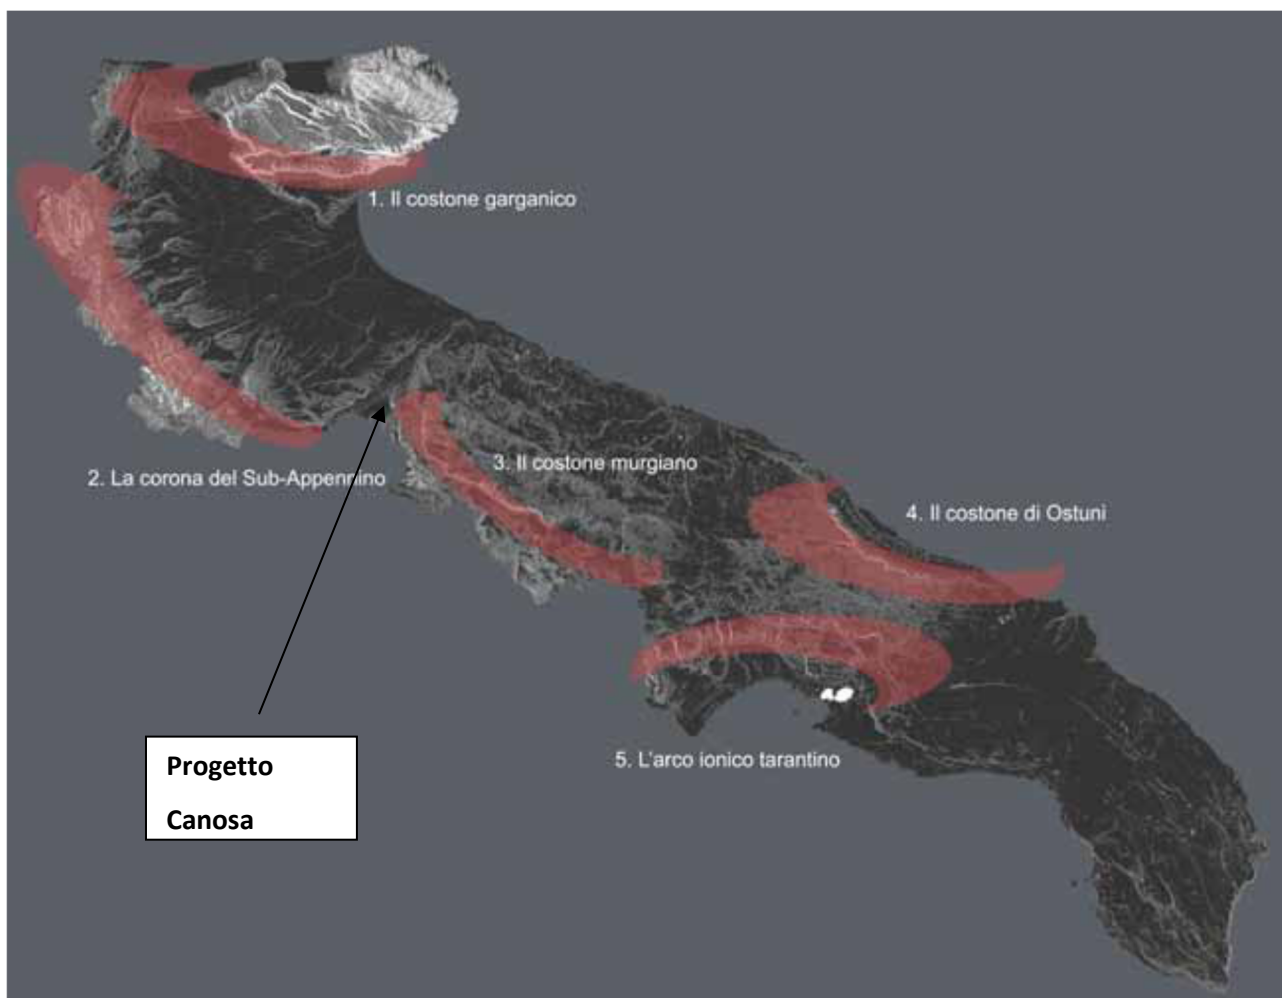 1. Il costone garganico
2. La corona del Sub-Appennino
3. Il costone murgiano
4. Il costone di Ostuni
5. L'arco ionico tarantino
Progetto
Canosa